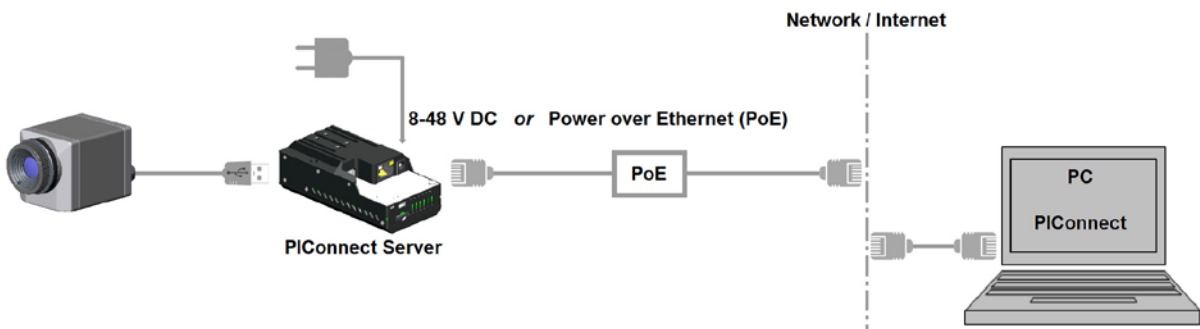 Network / Internet
8-48 V DC or Power over Ethernet (PoE)
PoE
PIConnect Server
PC
PIConnect